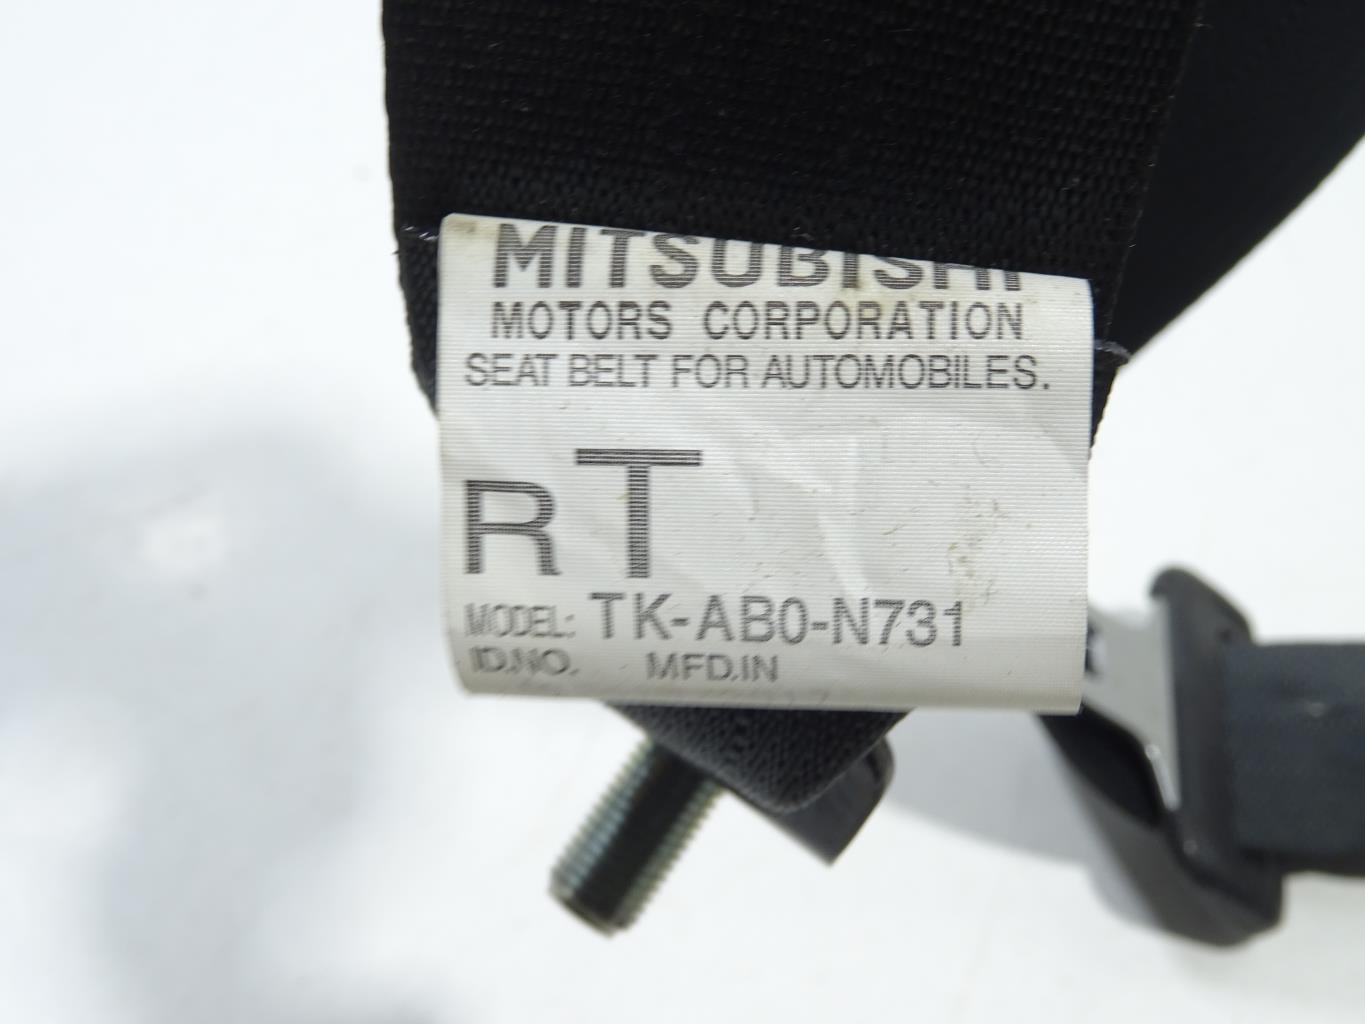 MITSUBISHI
MOTORS CORPORATION
SEAT BELT FOR AUTOMOBILES.
RT
MODEL: TK-AB0-N731
ID.NO. MFD.IN